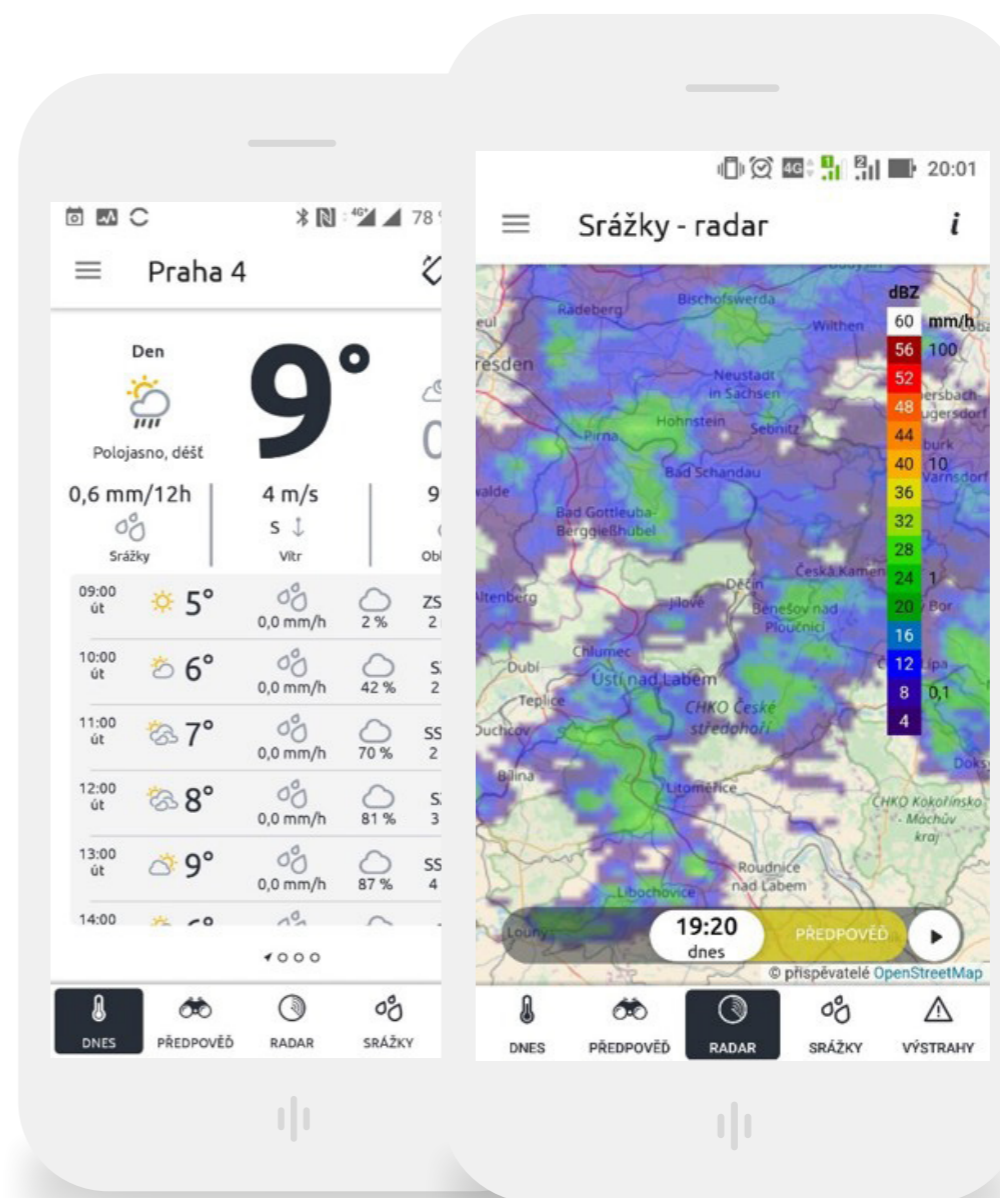 78
Praha 4
Den
9°
Polojasno, déšť
0,6 mm/12h
4 m/s
S
Srážky
Vítr
09:00
út
5°
0,0 mm/h
2 %
10:00
út
6°
0,0 mm/h
42 %
11:00
út
7°
0,0 mm/h
70 %
12:00
út
8°
0,0 mm/h
81 %
13:00
út
9°
0,0 mm/h
87 %
14:00
DNES
PŘEDPOVĚĎ
RADAR
SRÁŽKY
4G
1
2
20:01
Srážky - radar
i
dBZ
60 mm/h
56 100
52
48
44
40 10
36
32
28
24 1
20
16
12
8 0,1
4
Radeberg
Bischofswerda
Wilthen
Neustadt
in Sachsen
Hohnstein
Sebnitz
Pirna
Bad Schandau
Bad Gottleuba-
Berggießhübel
Altenberg
Děčín
Jílové
Benešov nad
Ploučnicí
Chlumec
Dubí
Ústí nad Labem
Teplice
CHKO České
středohoří
Duchcov
Bílina
Litoměřice
CHKO Kokořínsko
- Máchův
kraj
Roudnice
nad Labem
Libochovice
Louny
19:20
dnes
PŘEDPOVĚĎ
© přispěvatelé OpenStreetMap
DNES
PŘEDPOVĚĎ
RADAR
SRÁŽKY
VÝSTRAHY